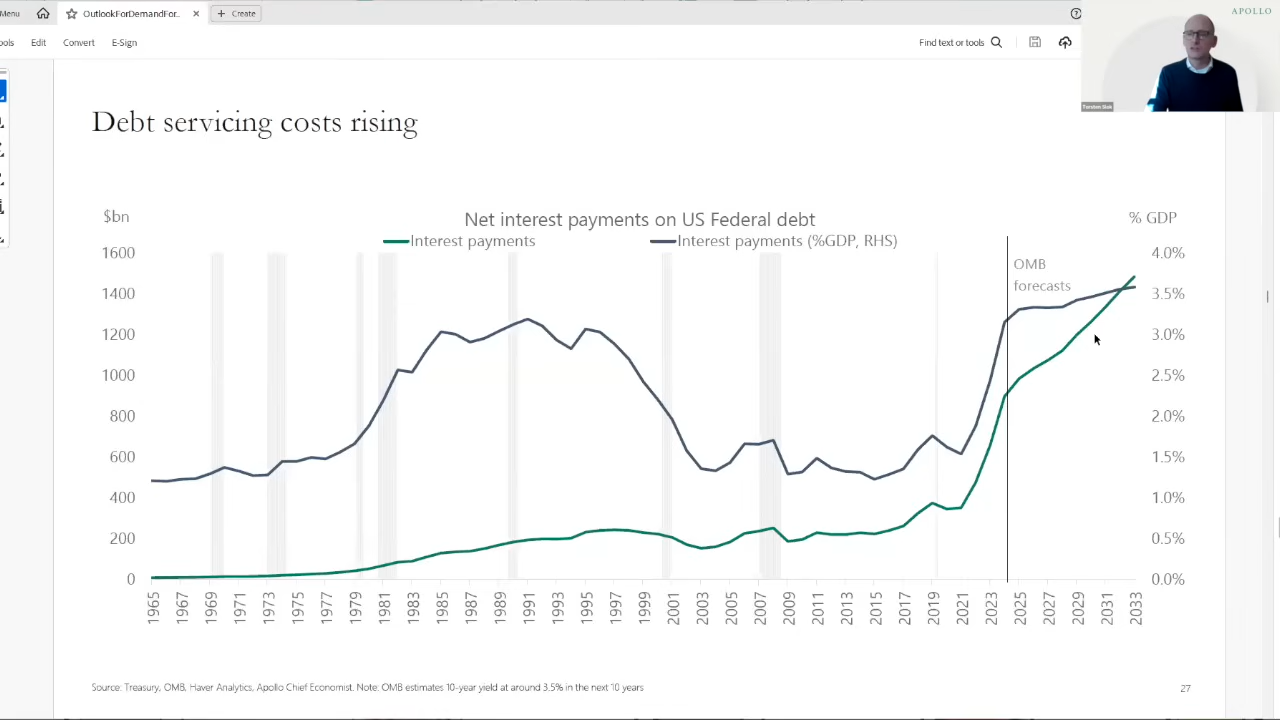 Menu
OutlookForDemandFor...
×
+ Create
APOLLO
ools
Edit
Convert
E-Sign
Find text or tools
Torsten Slok
Debt servicing costs rising
$bn
Net interest payments on US Federal debt
% GDP
Interest payments
Interest payments (%GDP, RHS)
1600
1400
1200
1000
800
600
400
200
0
OMB
forecasts
4.0%
3.5%
3.0%
2.5%
2.0%
1.5%
1.0%
0.5%
0.0%
1965
1967
1969
1971
1973
1975
1977
1979
1981
1983
1985
1987
1989
1991
1993
1995
1997
1999
2001
2003
2005
2007
2009
2011
2013
2015
2017
2019
2021
2023
2025
2027
2029
2031
2033
Source: Treasury, OMB, Haver Analytics, Apollo Chief Economist. Note: OMB estimates 10-year yield at around 3.5% in the next 10 years
27